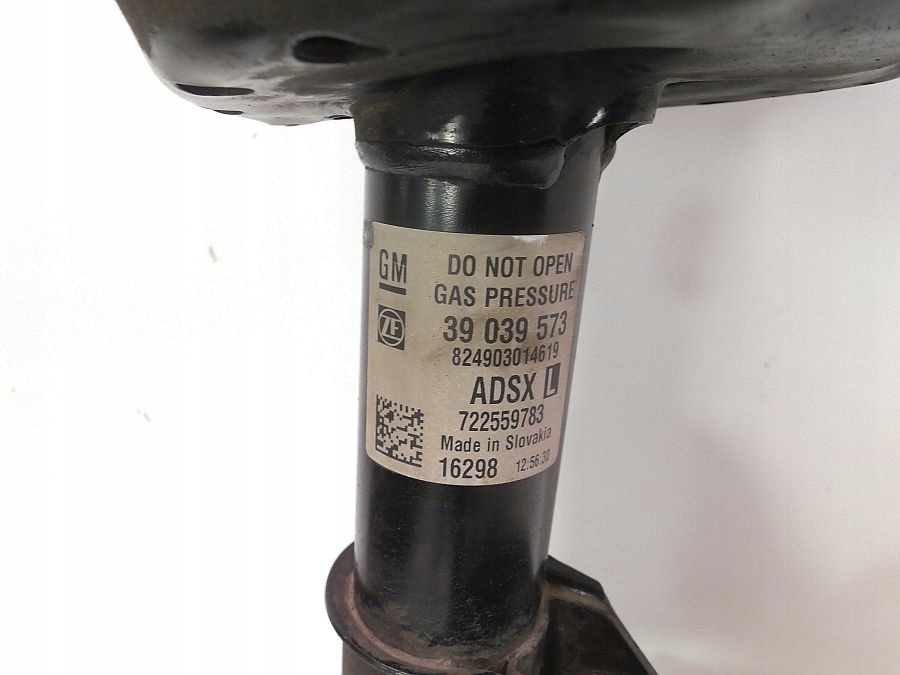 GM
DO NOT OPEN
GAS PRESSURE
ZF
39 039 573
824903014619
ADSX L
722559783
Made in Slovakia
16298 12:56:30